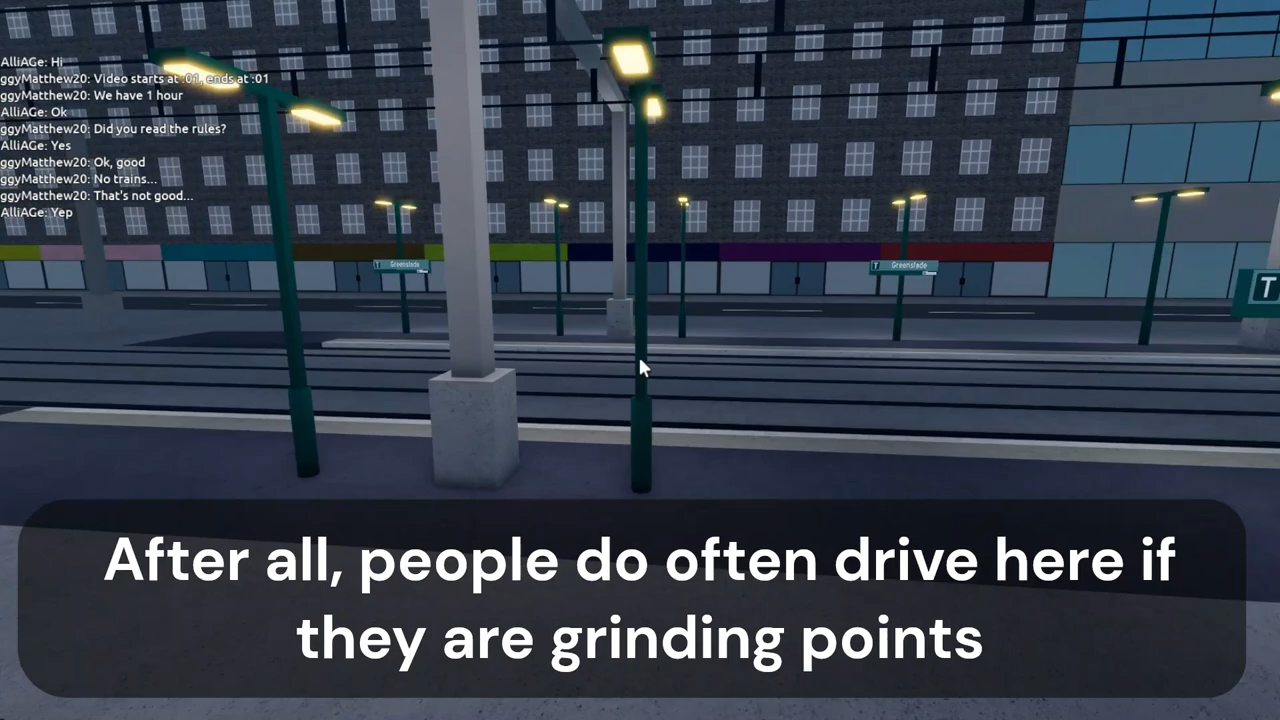 AlliAGe: Hi
ggyMatthew20: Video starts at :01, ends at :01
ggyMatthew20: We have 1 hour
AlliAGe: Ok
ggyMatthew20: Did you read the rules?
AlliAGe: Yes
ggyMatthew20: Ok, good
ggyMatthew20: No trains...
ggyMatthew20: That's not good...
AlliAGe: Yep
T Greenslade
T Greenslade
T
After all, people do often drive here if
they are grinding points